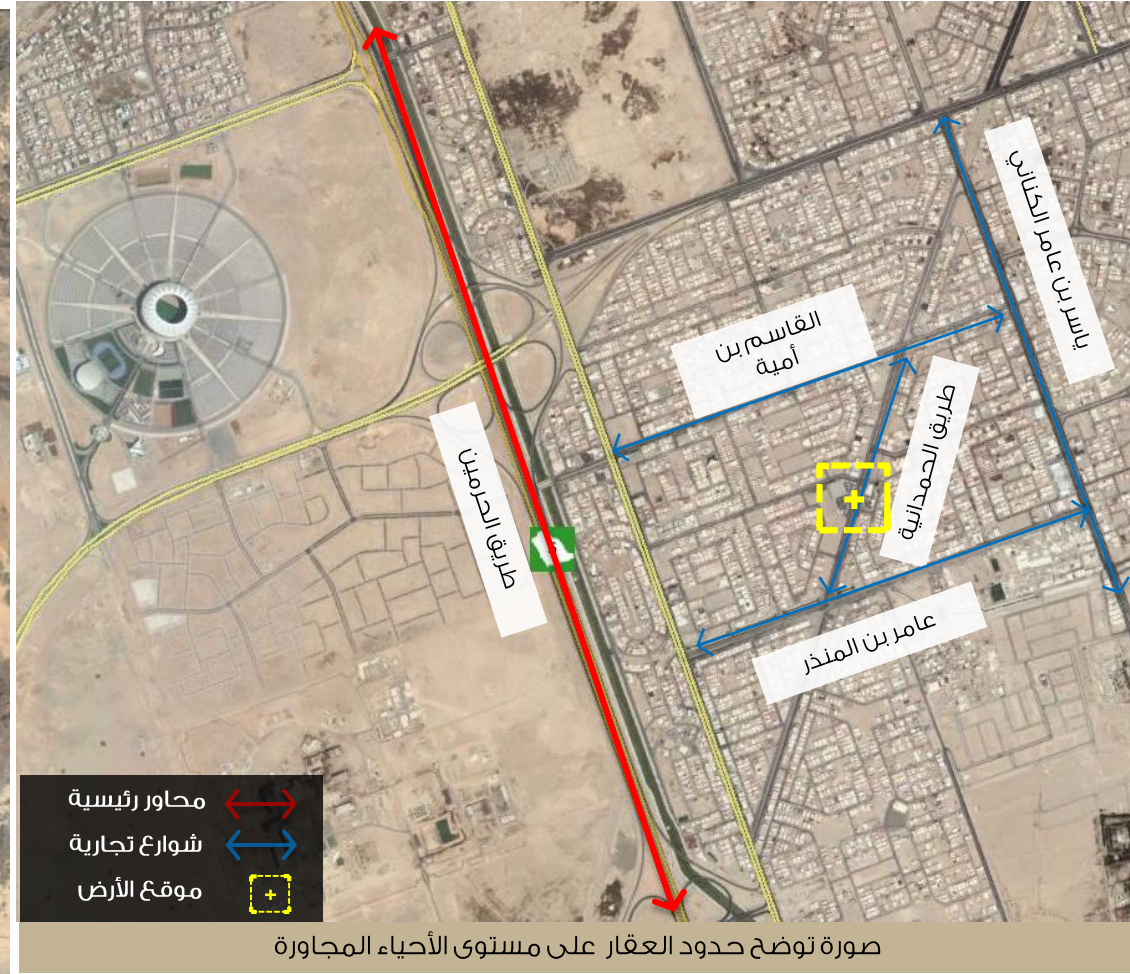 ياسر بن عامر الكناني
القاسم بن
أمية
طريق الحمدانية
طريق الحرمين
عامر بن المنذر
محاور رئيسية
شوارع تجارية
موقع الأرض
صورة توضح حدود العقار على مستوى الأحياء المجاورة